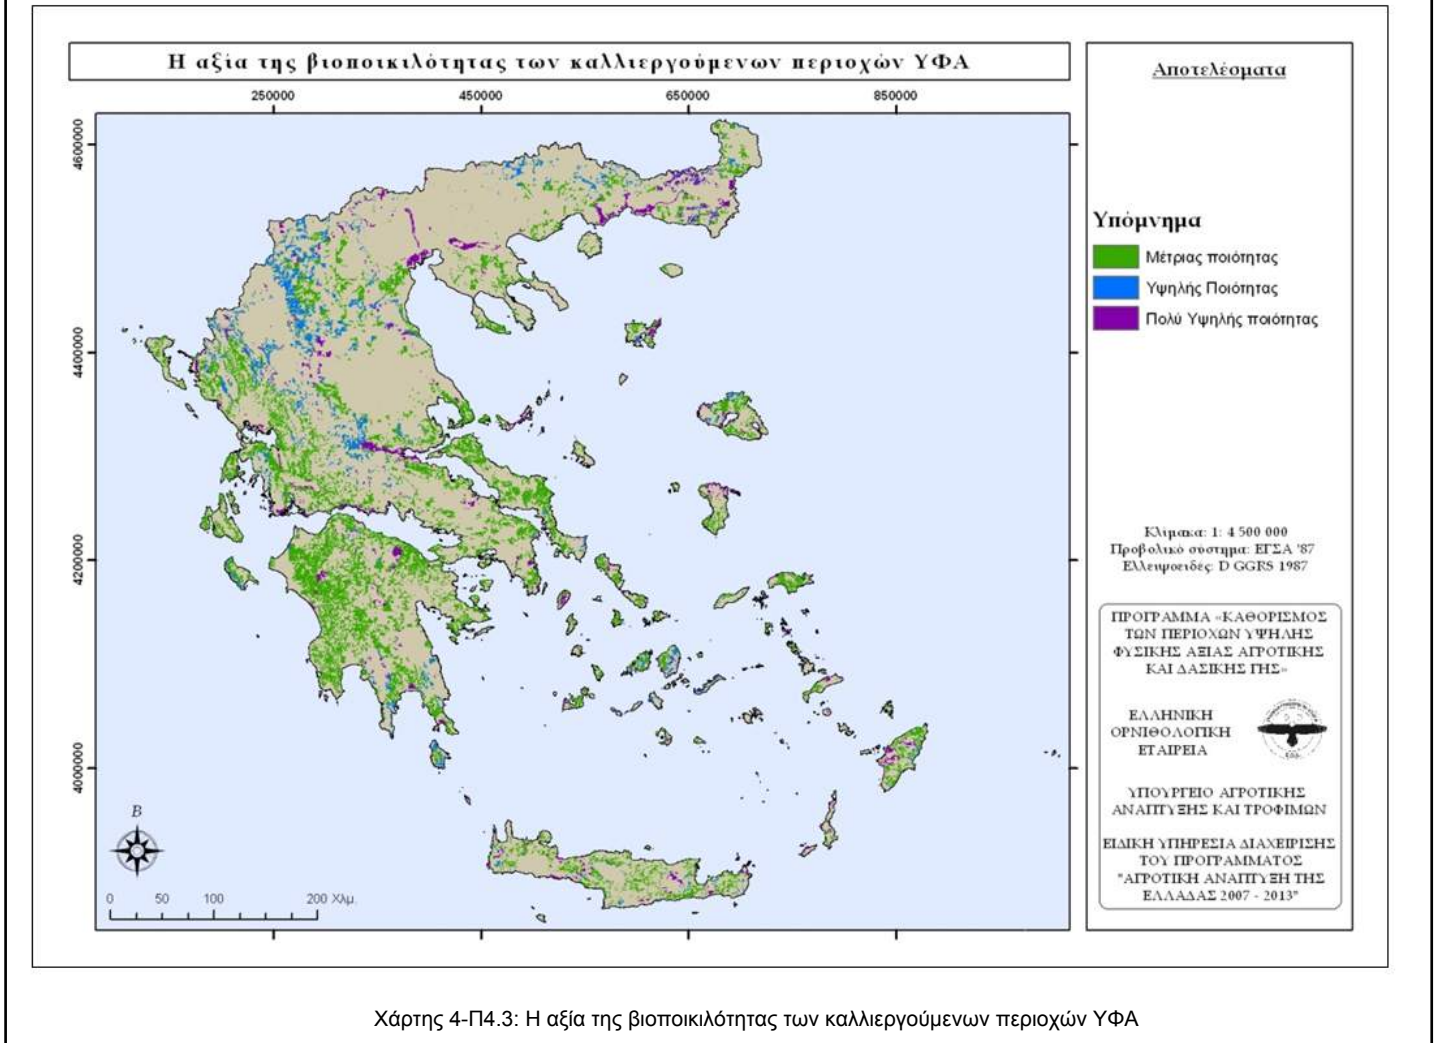 Η αξία της βιοποικιλότητας των καλλιεργούμενων περιοχών ΥΦΑ
250000 450000 650000 850000
4600000
4400000
4200000
4000000
Β
0 50 100 200 Χλμ.
Αποτελέσματα
Υπόμνημα
Μέτριας ποιότητας
Υψηλής Ποιότητας
Πολύ Υψηλής ποιότητας
Κλίμακα: 1: 4 500 000
Προβολικό σύστημα: ΕΓΣΑ '87
Ελλειψοειδές: D GGRS 1987
ΠΡΟΓΡΑΜΜΑ «ΚΑΘΟΡΙΣΜΟΣ
ΤΩΝ ΠΕΡΙΟΧΩΝ ΥΨΗΛΗΣ
ΦΥΣΙΚΗΣ ΑΞΙΑΣ ΑΓΡΟΤΙΚΗΣ
ΚΑΙ ΔΑΣΙΚΗΣ ΓΗΣ»
ΕΛΛΗΝΙΚΗ
ΟΡΝΙΘΟΛΟΓΙΚΗ
ΕΤΑΙΡΕΙΑ
ΥΠΟΥΡΓΕΙΟ ΑΓΡΟΤΙΚΗΣ
ΑΝΑΠΤΥΞΗΣ ΚΑΙ ΤΡΟΦΙΜΩΝ
ΕΙΔΙΚΗ ΥΠΗΡΕΣΙΑ ΔΙΑΧΕΙΡΙΣΗΣ
ΤΟΥ ΠΡΟΓΡΑΜΜΑΤΟΣ
"ΑΓΡΟΤΙΚΗ ΑΝΑΠΤΥΞΗ ΤΗΣ
ΕΛΛΑΔΑΣ 2007 - 2013"
Χάρτης 4-Π4.3: Η αξία της βιοποικιλότητας των καλλιεργούμενων περιοχών ΥΦΑ